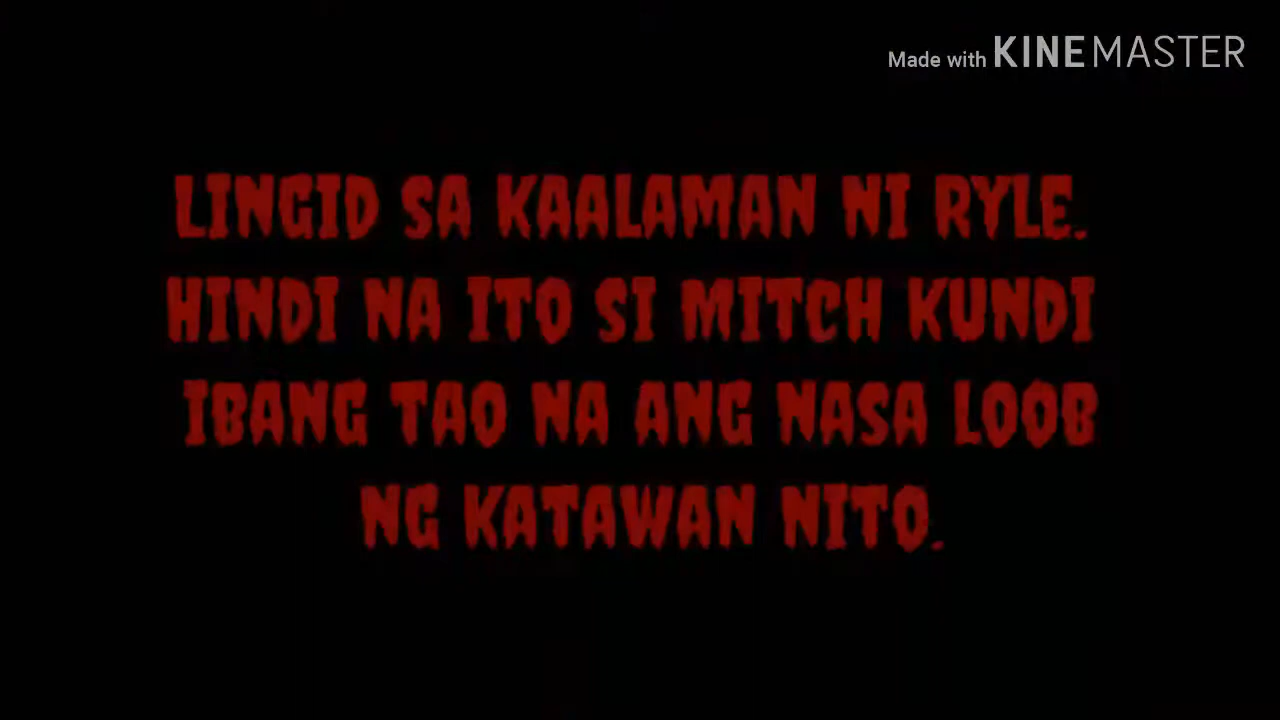 Made with KINEMASTER
LINGID SA KAALAMAN NI RYLE.
HINDI NA ITO SI MITCH KUNDI
IBANG TAO NA ANG NASA LOOB
NG KATAWAN NITO.